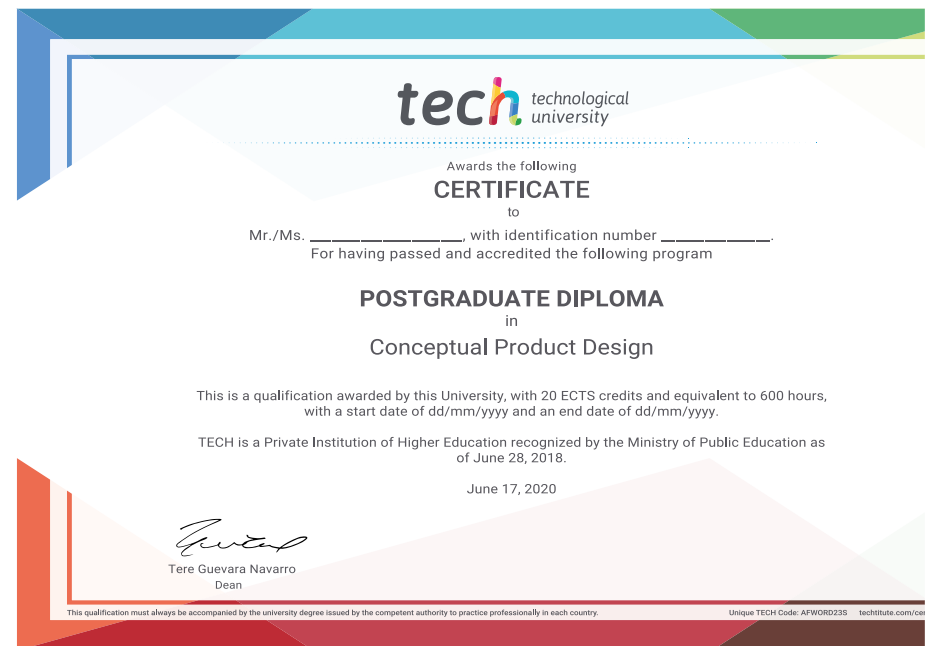 tech technological
university
Awards the following
CERTIFICATE
to
Mr./Ms. ____________________, with identification number ______________.
For having passed and accredited the following program
POSTGRADUATE DIPLOMA
in
Conceptual Product Design
This is a qualification awarded by this University, with 20 ECTS credits and equivalent to 600 hours,
with a start date of dd/mm/yyyy and an end date of dd/mm/yyyy.
TECH is a Private Institution of Higher Education recognized by the Ministry of Public Education as
of June 28, 2018.
June 17, 2020
Tere Guevara Navarro
Dean
This qualification must always be accompanied by the university degree issued by the competent authority to practice professionally in each country. Unique TECH Code: AFWORD23S techtitute.com/cer